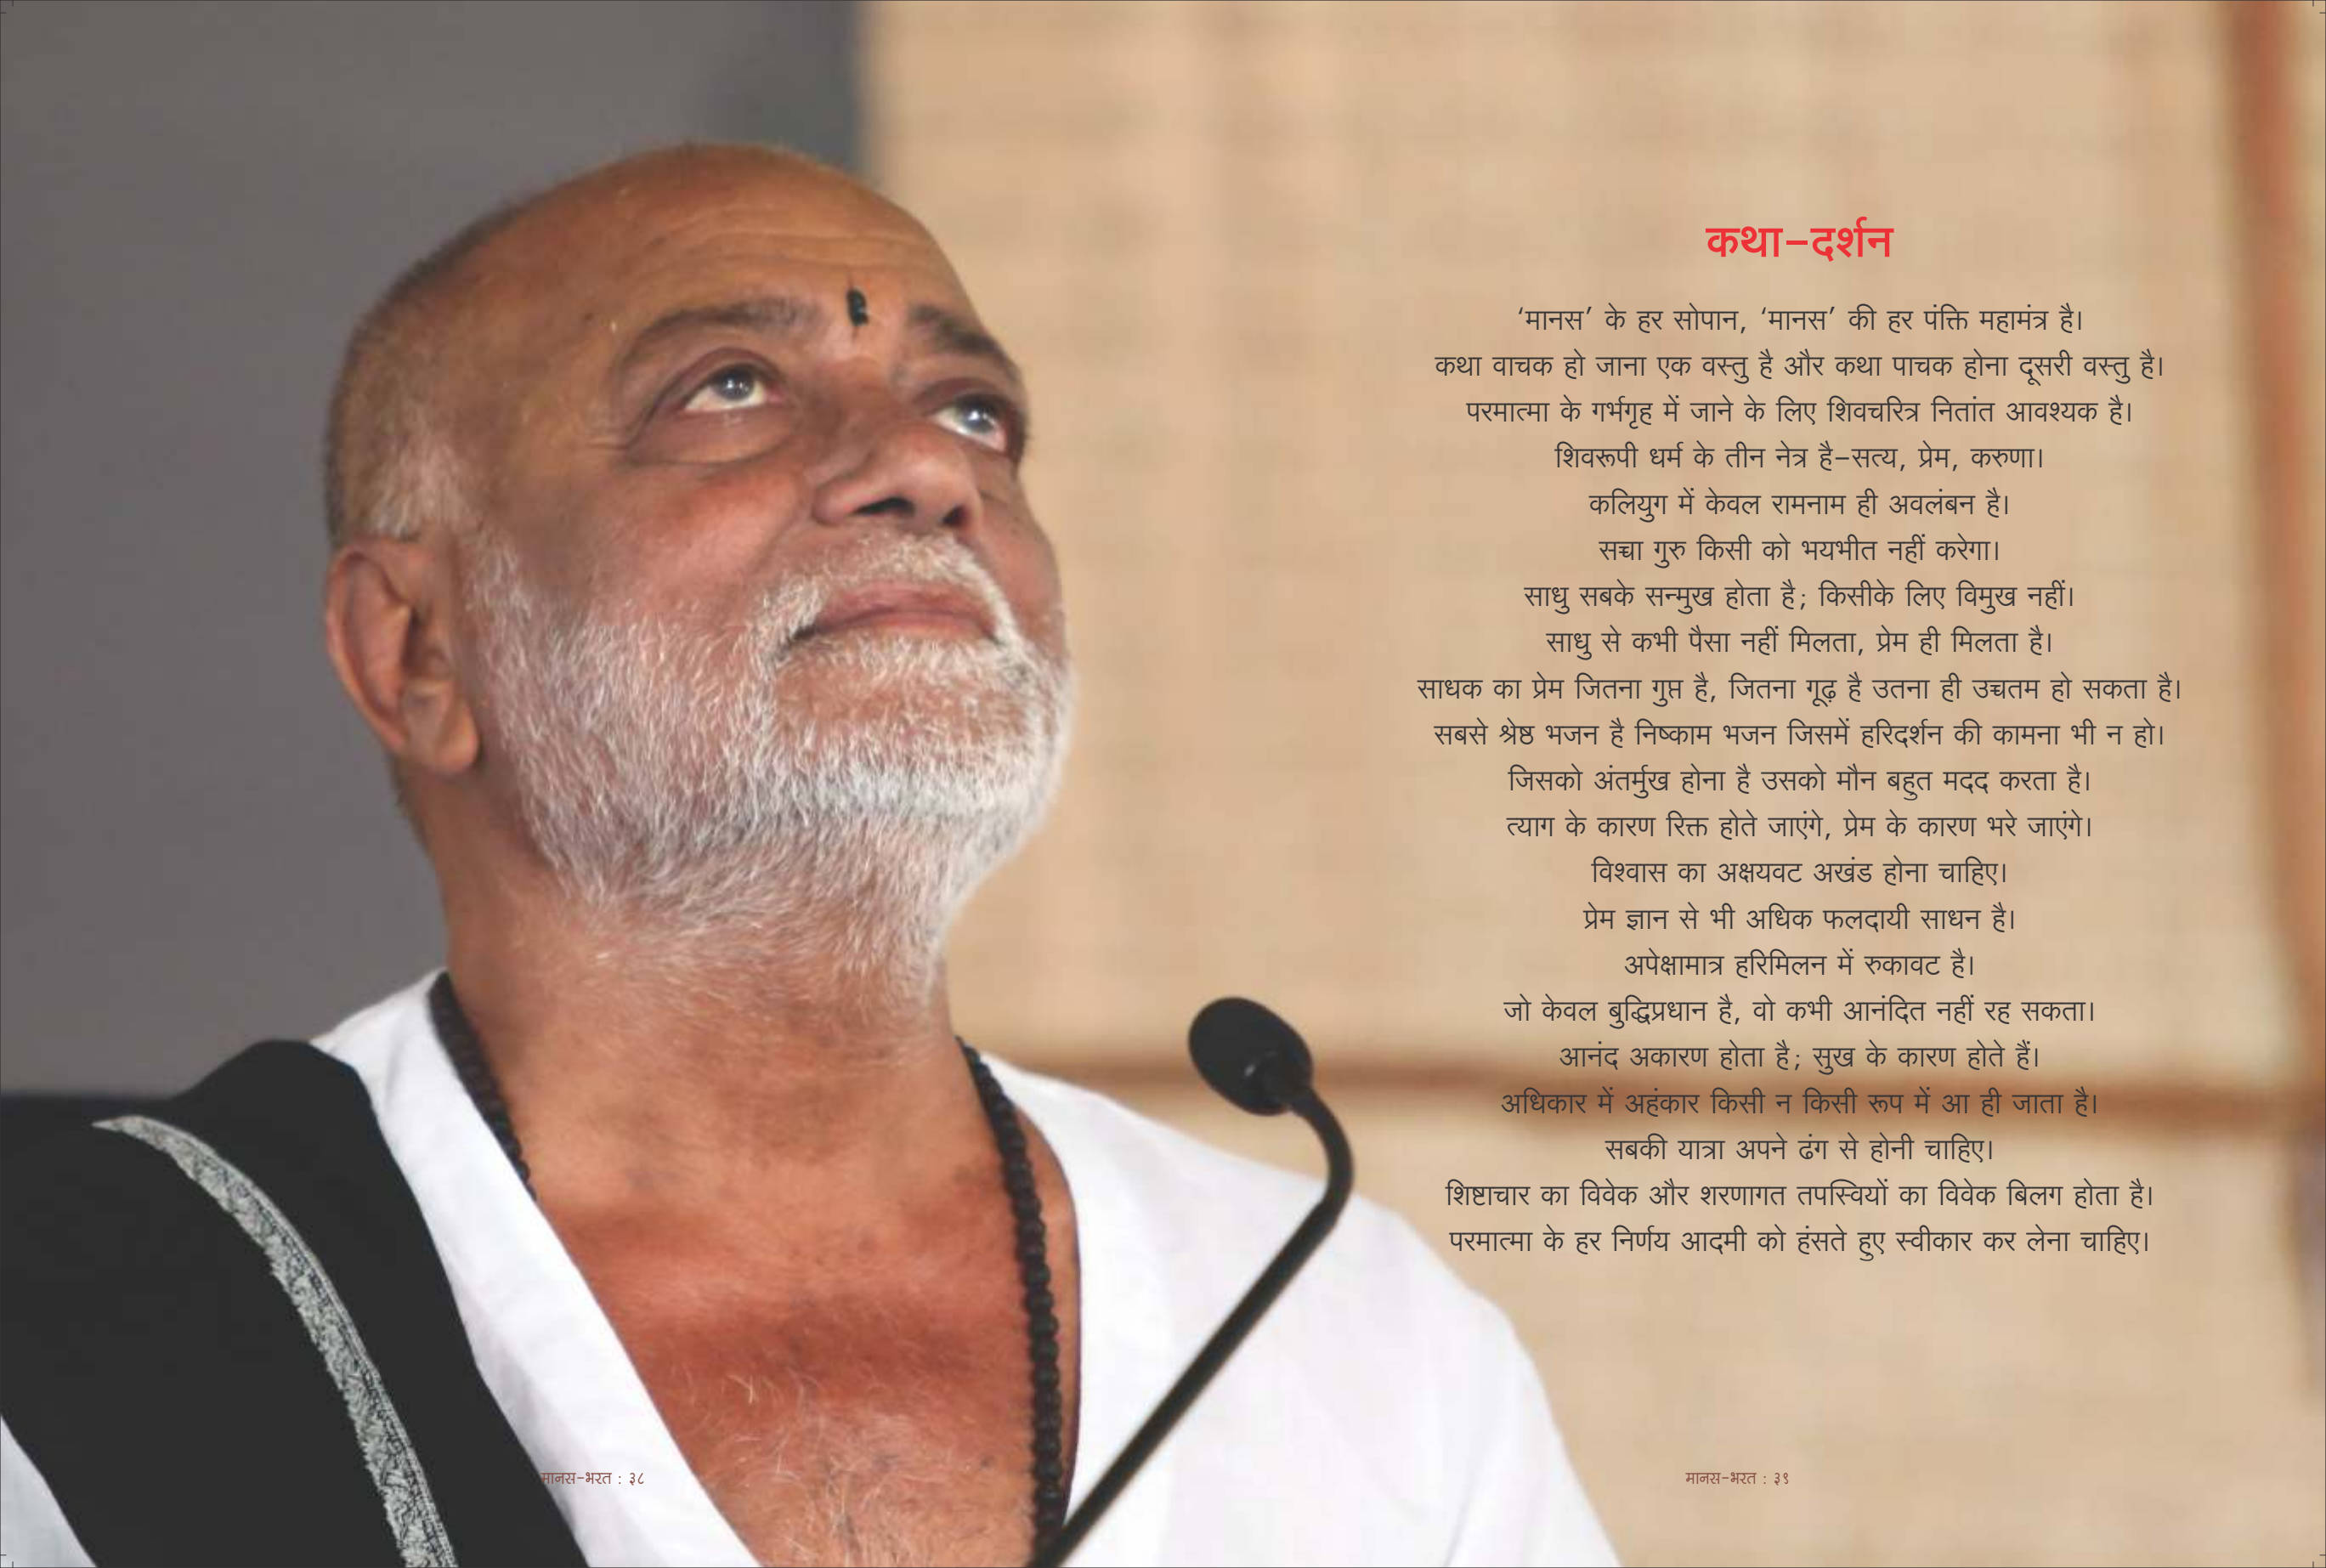 कथा-दर्शन
‘मानस’ के हर सोपान, ‘मानस’ की हर पंक्ति महामंत्र है।
कथा वाचक हो जाना एक वस्तु है और कथा पाचक होना दूसरी वस्तु है।
परमात्मा के गर्भगृह में जाने के लिए शिवचरित्र नितांत आवश्यक है।
शिवरूपी धर्म के तीन नेत्र है-सत्य, प्रेम, करुणा।
कलियुग में केवल रामनाम ही अवलंबन है।
सच्चा गुरु किसी को भयभीत नहीं करेगा।
साधु सबके सन्मुख होता है; किसीके लिए विमुख नहीं।
साधु से कभी पैसा नहीं मिलता, प्रेम ही मिलता है।
साधक का प्रेम जितना गुप्त है, जितना गूढ़ है उतना ही उच्चतम हो सकता है।
सबसे श्रेष्ठ भजन है निष्काम भजन जिसमें हरिदर्शन की कामना भी न हो।
जिसको अंतर्मुख होना है उसको मौन बहुत मदद करता है।
त्याग के कारण रिक्त होते जाएंगे, प्रेम के कारण भरे जाएंगे।
विश्वास का अक्षयवट अखंड होना चाहिए।
प्रेम ज्ञान से भी अधिक फलदायी साधन है।
अपेक्षामात्र हरिमिलन में रुकावट है।
जो केवल बुद्धिप्रधान है, वो कभी आनंदित नहीं रह सकता।
आनंद अकारण होता है; सुख के कारण होते हैं।
अधिकार में अहंकार किसी न किसी रूप में आ ही जाता है।
सबकी यात्रा अपने ढंग से होनी चाहिए।
शिष्टाचार का विवेक और शरणागत तपस्वियों का विवेक बिलग होता है।
परमात्मा के हर निर्णय आदमी को हंसते हुए स्वीकार कर लेना चाहिए।
मानस-भरत : ३८
मानस-भरत : ३९